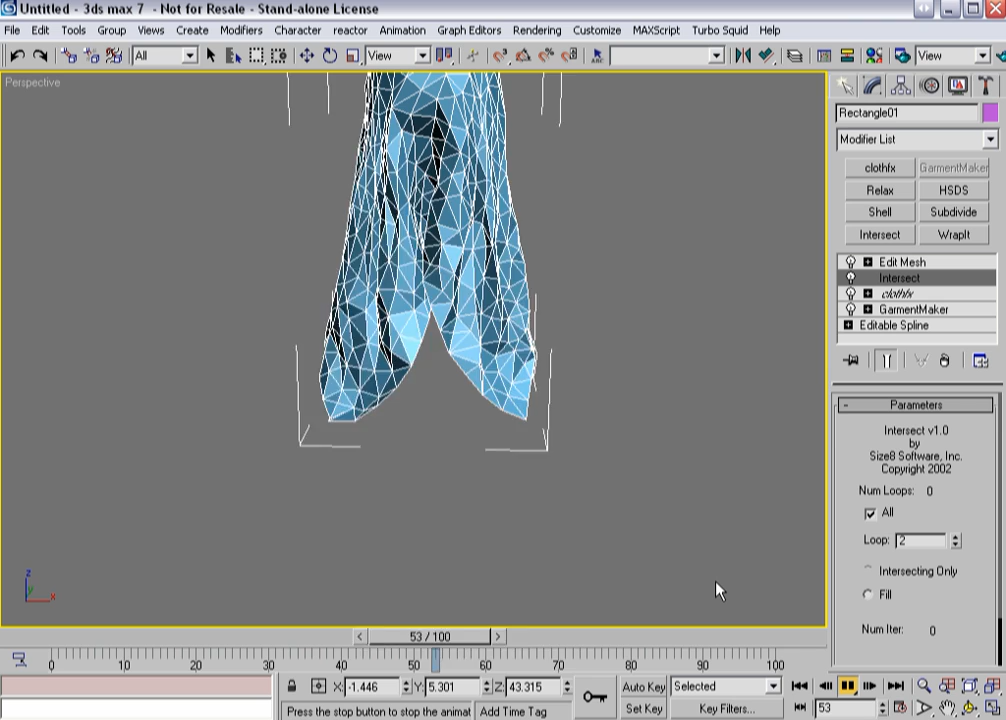 Untitled - 3ds max 7 - Not for Resale - Stand-alone License
File Edit Tools Group Views Create Modifiers Character reactor Animation Graph Editors Rendering Customize MAXScript Turbo Squid Help
All View View
Perspective
Rectangle01
Modifier List
clothfx GarmentMaker
Relax HSDS
Shell Subdivide
Intersect WrapIt
Edit Mesh
Intersect
clothfx
GarmentMaker
Editable Spline
- Parameters
Intersect v1.0
by
Size8 Software, Inc.
Copyright 2002
Num Loops: 0
All
Loop: 2
Intersecting Only
Fill
Num Iter: 0
z
y
x
< 53 / 100 >
0 10 20 30 40 50 60 70 80 90 100
X: -1.446 Y: 5.301 Z: 43.315 Auto Key Selected
Press the stop button to stop the animat Add Time Tag Set Key Key Filters... 53